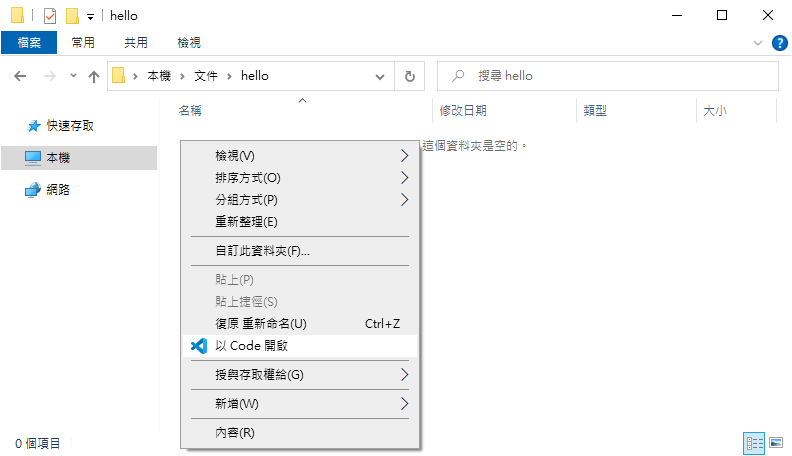 hello
檔案 常用 共用 檢視
本機 文件 hello
搜尋 hello
名稱 修改日期 類型 大小
快速存取
本機
網路
這個資料夾是空的。
檢視(V)
排序方式(O)
分組方式(P)
重新整理(E)
自訂此資料夾(F)...
貼上(P)
貼上捷徑(S)
復原 重新命名(U) Ctrl+Z
以 Code 開啟
授與存取權給(G)
新增(W)
內容(R)
0 個項目